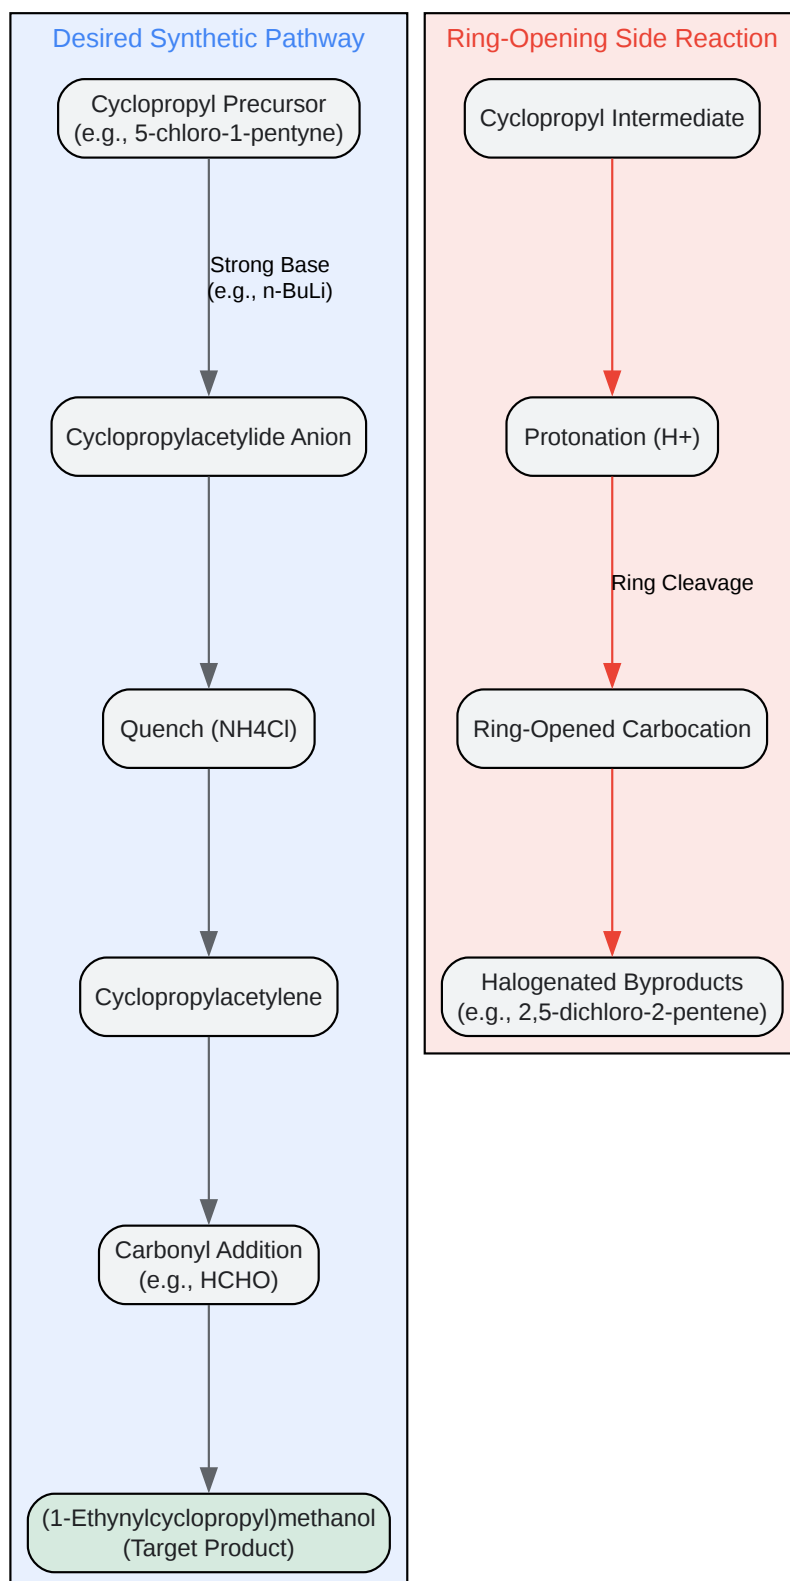 Desired Synthetic Pathway
Cyclopropyl Precursor
(e.g., 5-chloro-1-pentyne)
Strong Base
(e.g., n-BuLi)
Cyclopropylacetylide Anion
Quench (NH4Cl)
Cyclopropylacetylene
Carbonyl Addition
(e.g., HCHO)
(1-Ethynylcyclopropyl)methanol
(Target Product)
Ring-Opening Side Reaction
Cyclopropyl Intermediate
Protonation (H+)
Ring Cleavage
Ring-Opened Carbocation
Halogenated Byproducts
(e.g., 2,5-dichloro-2-pentene)